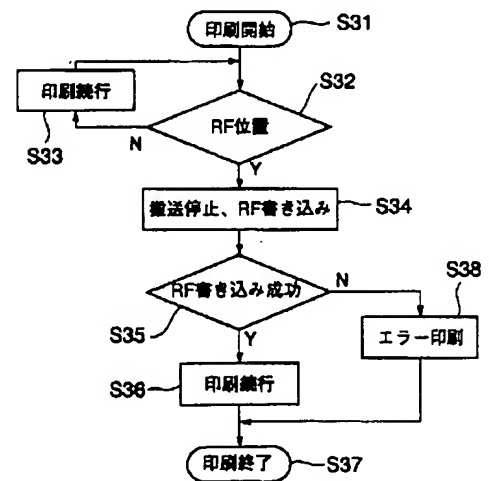 印刷開始
S31
S32
印刷続行
S33
N
RF位置
Y
搬送停止、RF書き込み
S34
RF書き込み成功
N
S38
S35
Y
エラー印刷
S36
印刷続行
印刷終了
S37